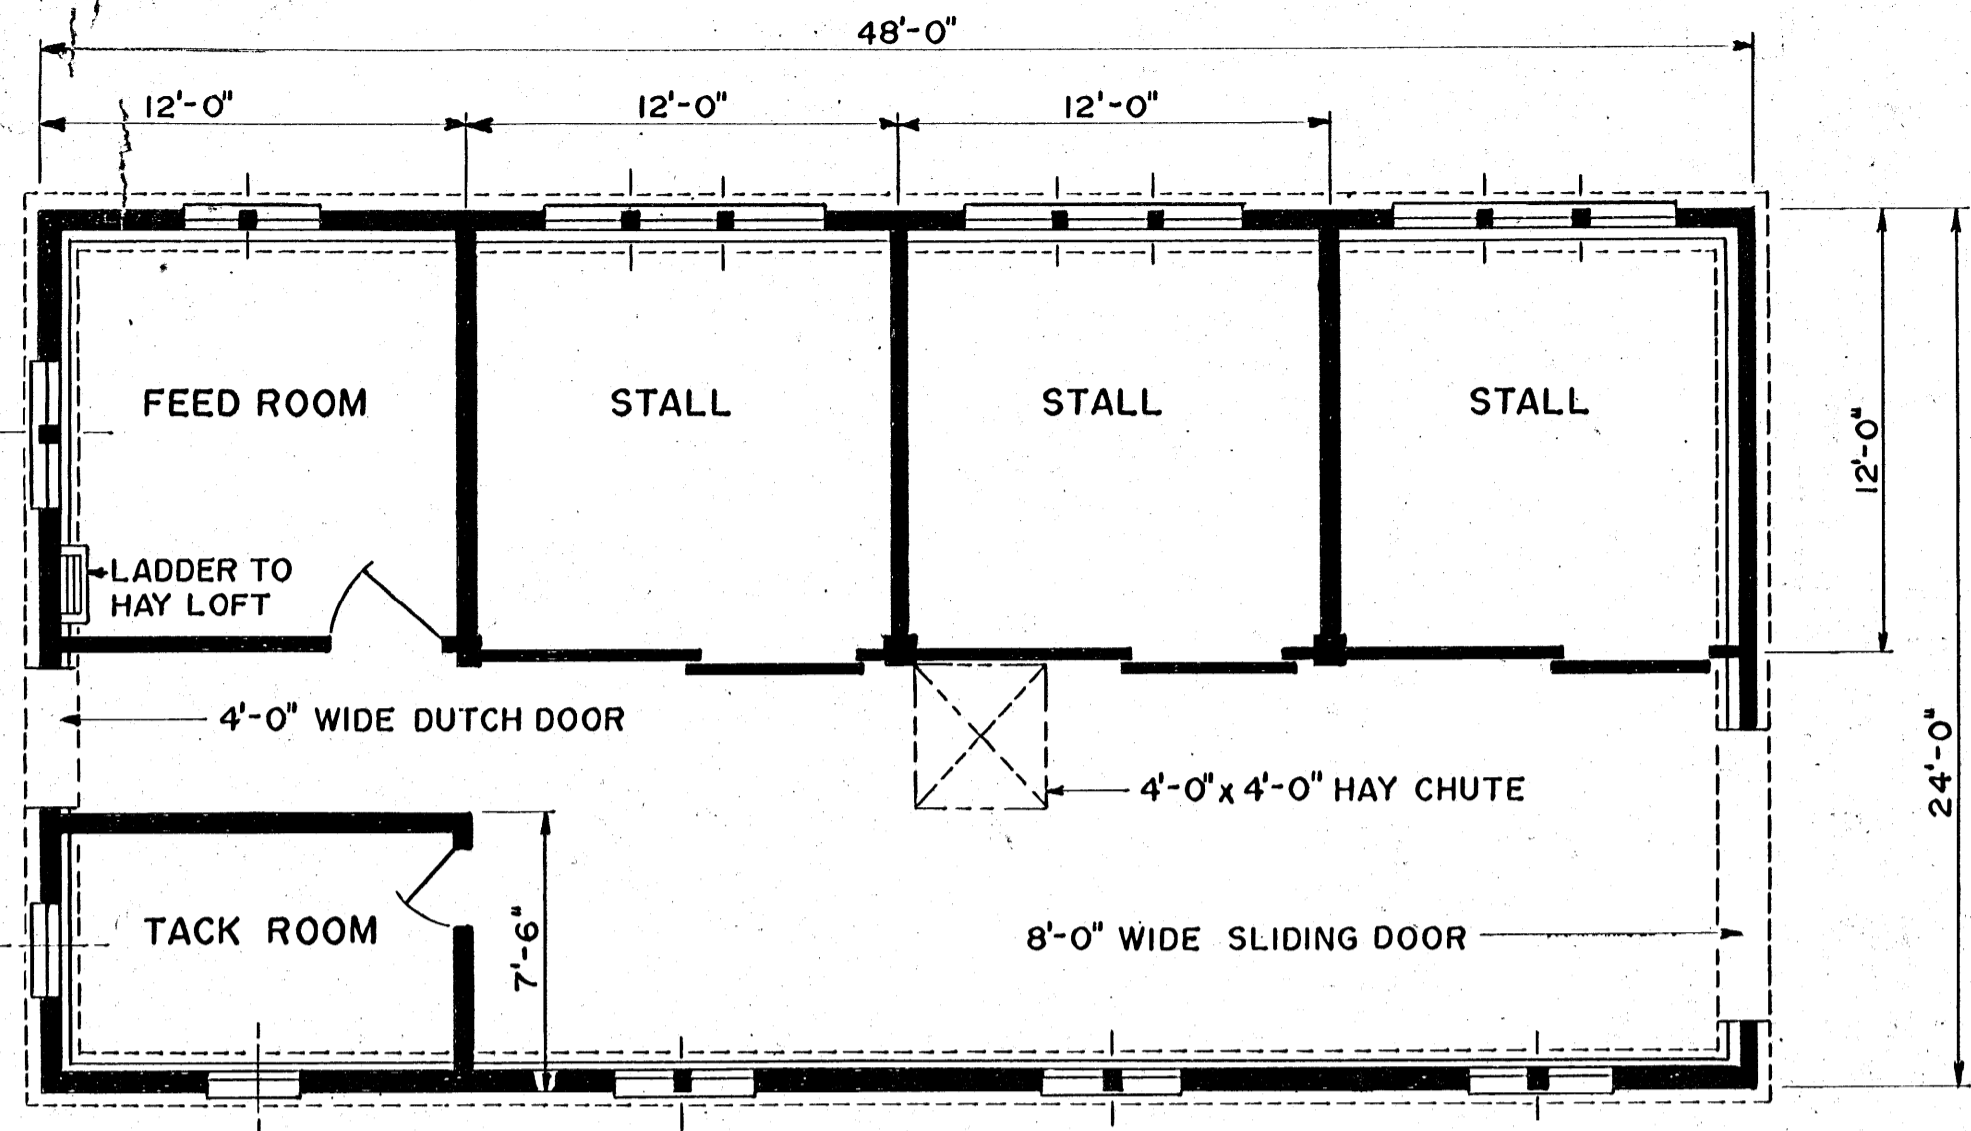 48'-0"
12'-0"
12'-0"
12'-0"
FEED ROOM
STALL
STALL
STALL
12'-0"
LADDER TO
HAY LOFT
4'-0" WIDE DUTCH DOOR
4'-0" x 4'-0" HAY CHUTE
24'-0"
TACK ROOM
7'-6"
8'-0" WIDE SLIDING DOOR